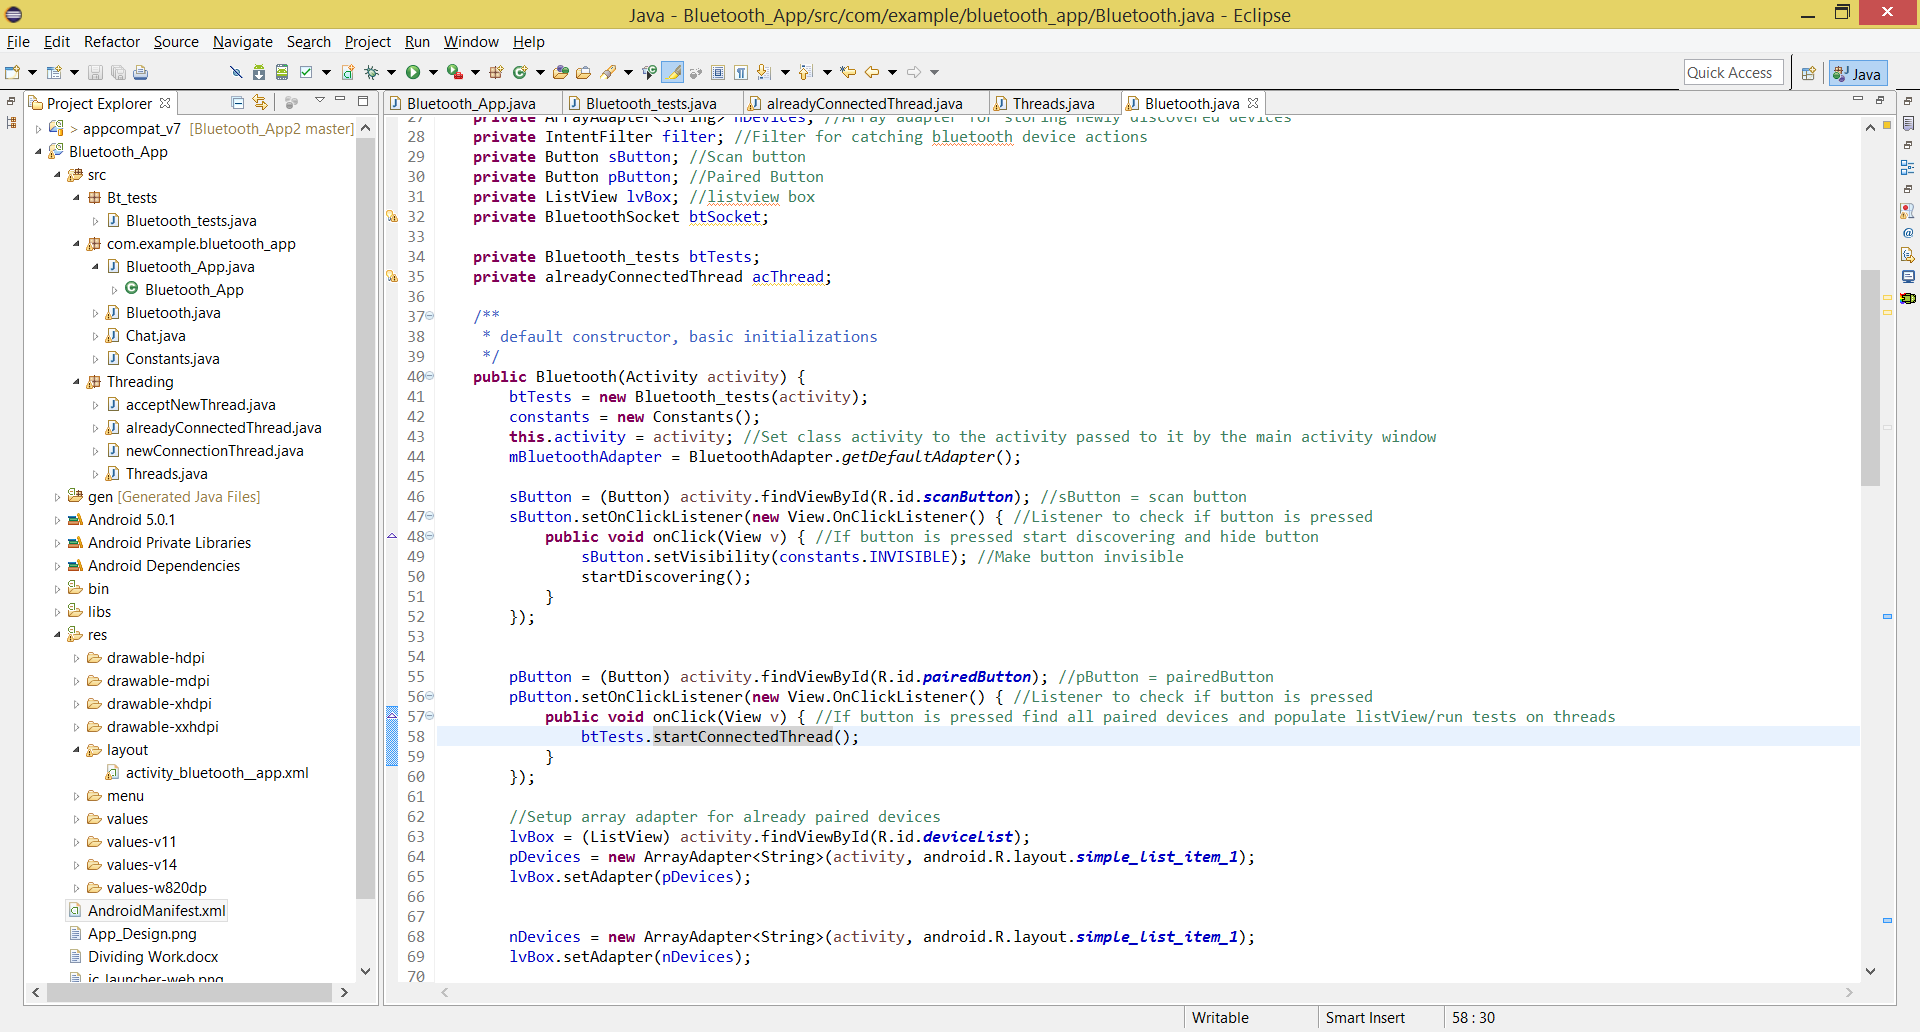 Java - Bluetooth_App/src/com/example/bluetooth_app/Bluetooth.java - Eclipse
File Edit Refactor Source Navigate Search Project Run Window Help
Quick Access
Java
Project Explorer
> appcompat_v7 [Bluetooth_App2 master]
Bluetooth_App
src
Bt_tests
Bluetooth_tests.java
com.example.bluetooth_app
Bluetooth_App.java
Bluetooth_App
Bluetooth.java
Chat.java
Constants.java
Threading
acceptNewThread.java
alreadyConnectedThread.java
newConnectionThread.java
Threads.java
gen [Generated Java Files]
Android 5.0.1
Android Private Libraries
Android Dependencies
bin
libs
res
drawable-hdpi
drawable-mdpi
drawable-xhdpi
drawable-xxhdpi
layout
activity_bluetooth__app.xml
menu
values
values-v11
values-v14
values-w820dp
AndroidManifest.xml
App_Design.png
Dividing Work.docx
ic_launcher-web.png
Bluetooth_App.java Bluetooth_tests.java alreadyConnectedThread.java Threads.java Bluetooth.java
27 private ArrayAdapter<String> nDevices; //Array adapter for storing newly discovered devices
28 private IntentFilter filter; //Filter for catching bluetooth device actions
29 private Button sButton; //Scan button
30 private Button pButton; //Paired Button
31 private ListView lvBox; //listview box
32 private BluetoothSocket btSocket;
33
34 private Bluetooth_tests btTests;
35 private alreadyConnectedThread acThread;
36
37 /**
38 * default constructor, basic initializations
39 */
40 public Bluetooth(Activity activity) {
41 btTests = new Bluetooth_tests(activity);
42 constants = new Constants();
43 this.activity = activity; //Set class activity to the activity passed to it by the main activity window
44 mBluetoothAdapter = BluetoothAdapter.getDefaultAdapter();
45
46 sButton = (Button) activity.findViewById(R.id.scanButton); //sButton = scan button
47 sButton.setOnClickListener(new View.OnClickListener() { //Listener to check if button is pressed
48 public void onClick(View v) { //If button is pressed start discovering and hide button
49 sButton.setVisibility(constants.INVISIBLE); //Make button invisible
50 startDiscovering();
51 }
52 });
53
54
55 pButton = (Button) activity.findViewById(R.id.pairedButton); //pButton = pairedButton
56 pButton.setOnClickListener(new View.OnClickListener() { //Listener to check if button is pressed
57 public void onClick(View v) { //If button is pressed find all paired devices and populate listView/run tests on threads
58 btTests.startConnectedThread();
59 }
60 });
61
62 //Setup array adapter for already paired devices
63 lvBox = (ListView) activity.findViewById(R.id.deviceList);
64 pDevices = new ArrayAdapter<String>(activity, android.R.layout.simple_list_item_1);
65 lvBox.setAdapter(pDevices);
66
67
68 nDevices = new ArrayAdapter<String>(activity, android.R.layout.simple_list_item_1);
69 lvBox.setAdapter(nDevices);
70
Writable Smart Insert 58 : 30